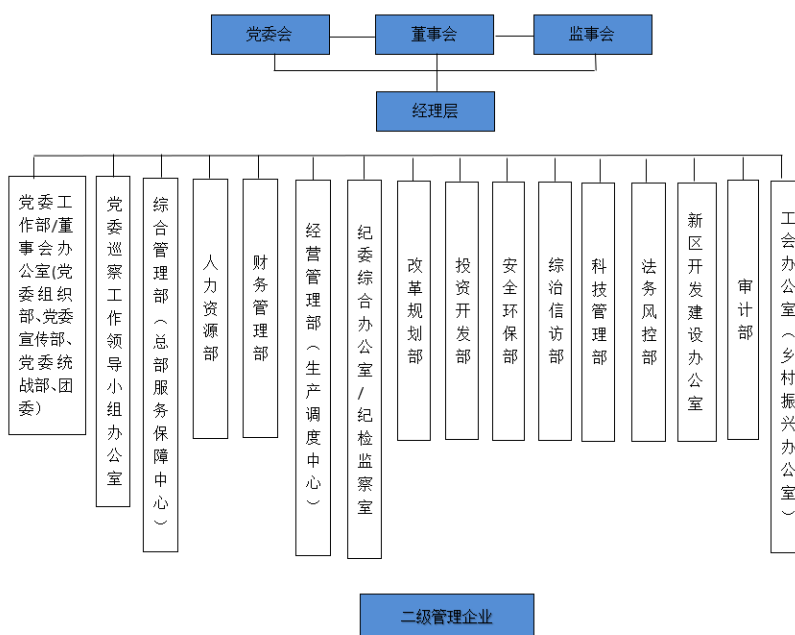 党委会
董事会
监事会
经理层
党委工
作部/董
事会办
公室(党
委组织
部、党委
宣传部、
党委统
战部、团
委）
党委巡察工作领导小组办公室
综合管理部（总部服务保障中心）
人力资源部
财务管理部
经营管理部（生产调度中心）
纪委综合办公室/纪检监察室
改革规划部
投资开发部
安全环保部
综治信访部
科技管理部
法务风控部
新区开发建设办公室
审计部
工会办公室（乡村振兴办公室）
二级管理企业